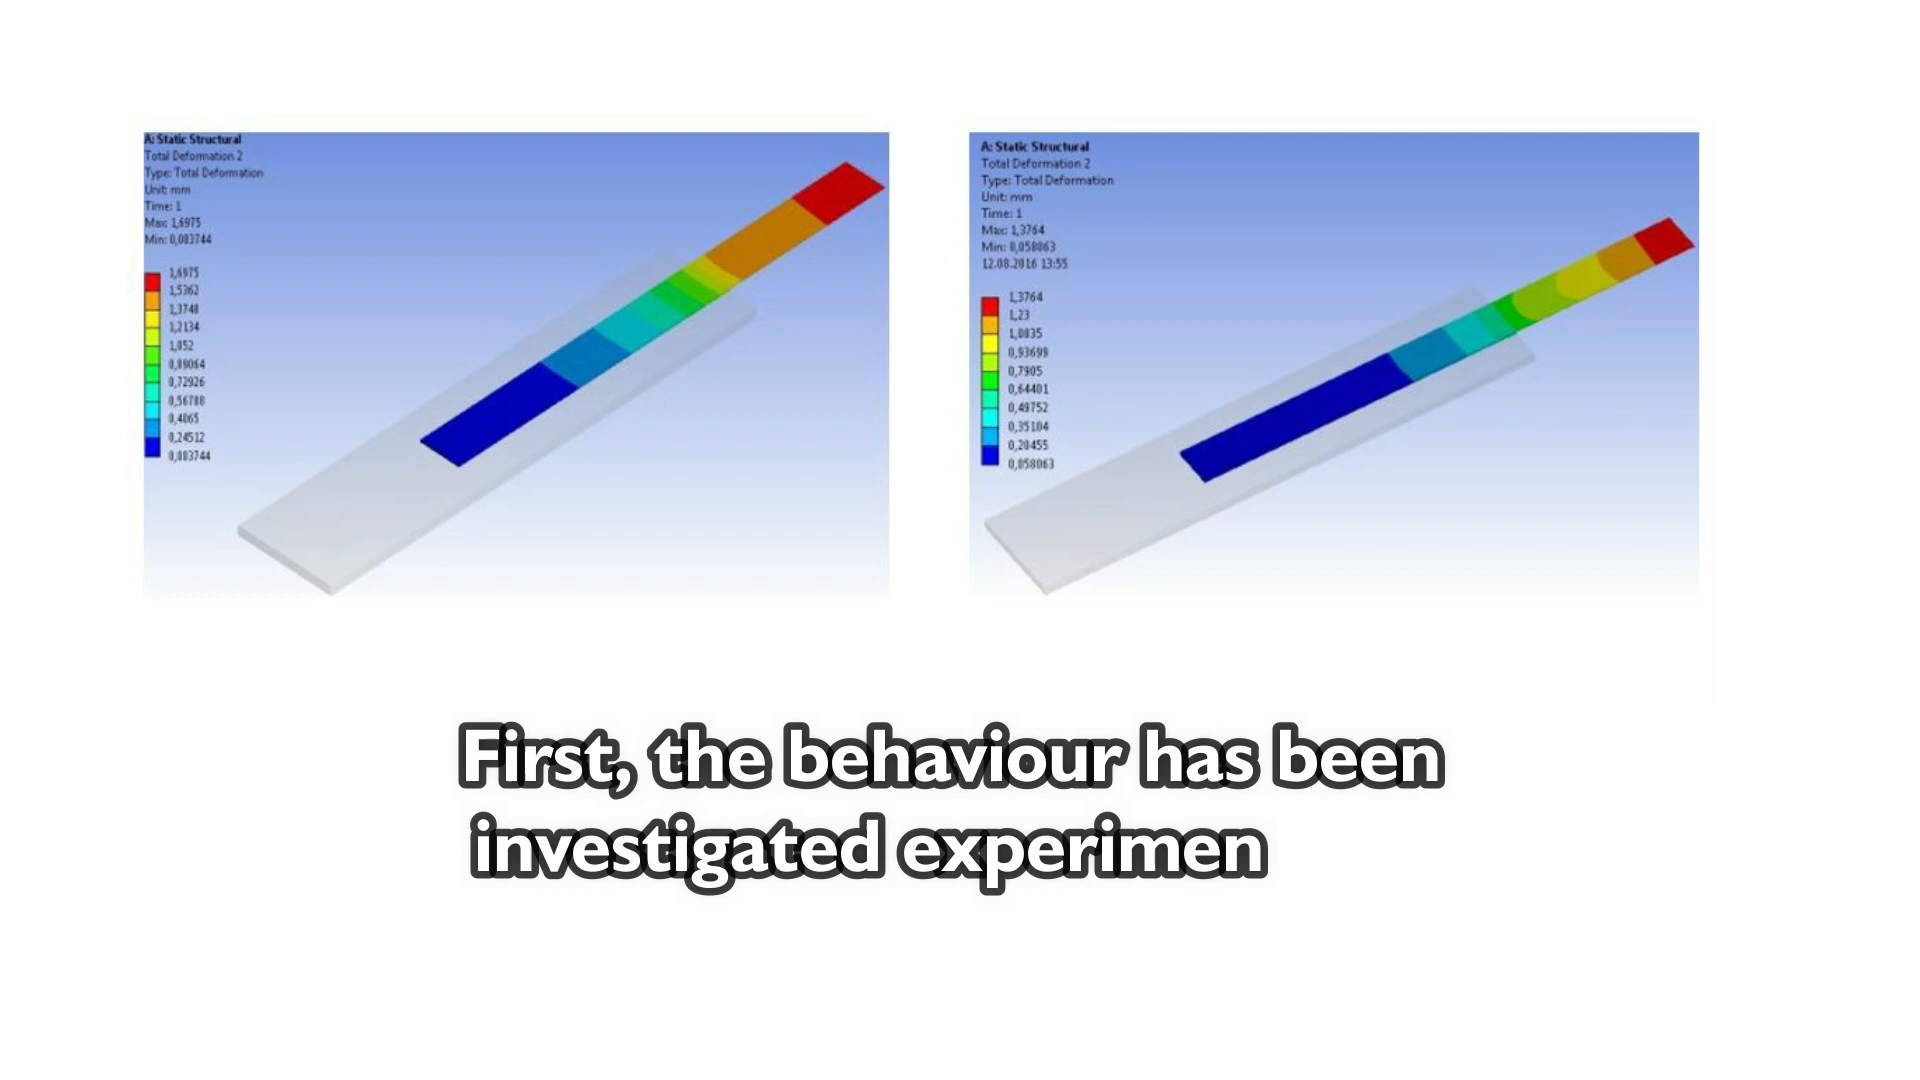 A: Static Structural
Total Deformation 2
Type: Total Deformation
Unit: mm
Time: 1
Max: 1,6975
Min: 0,083744
1,6975
1,5362
1,3748
1,2134
1,052
0,89064
0,72926
0,56788
0,4065
0,24512
0,083744
A: Static Structural
Total Deformation 2
Type: Total Deformation
Unit: mm
Time: 1
Max: 1,3764
Min: 0,058063
12.08.2016 13:55
1,3764
1,23
1,0835
0,93699
0,7905
0,64401
0,49752
0,35104
0,20455
0,058063
First, the behaviour has been
investigated experimen